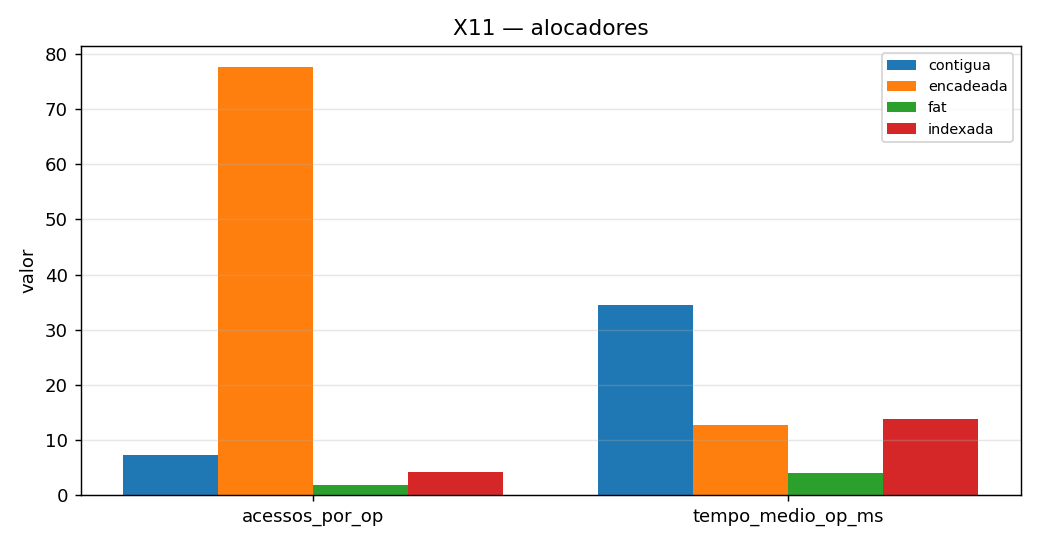 X11 — alocadores
contigua
encadeada
fat
indexada
valor
80
70
60
50
40
30
20
10
0
acessos_por_op
tempo_medio_op_ms